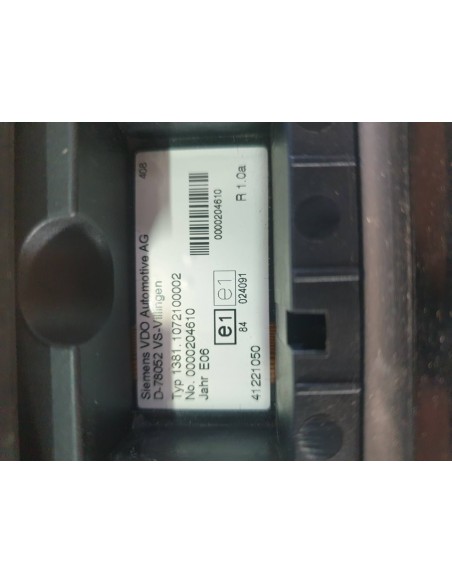 Siemens VDO Automotive AG 406
D-78052 VS-Villingen
Typ 1381.1072100002
No. 0000204610
Jahr E06 0000204610
e1 e1
84 024091
41221050 R 1.0a